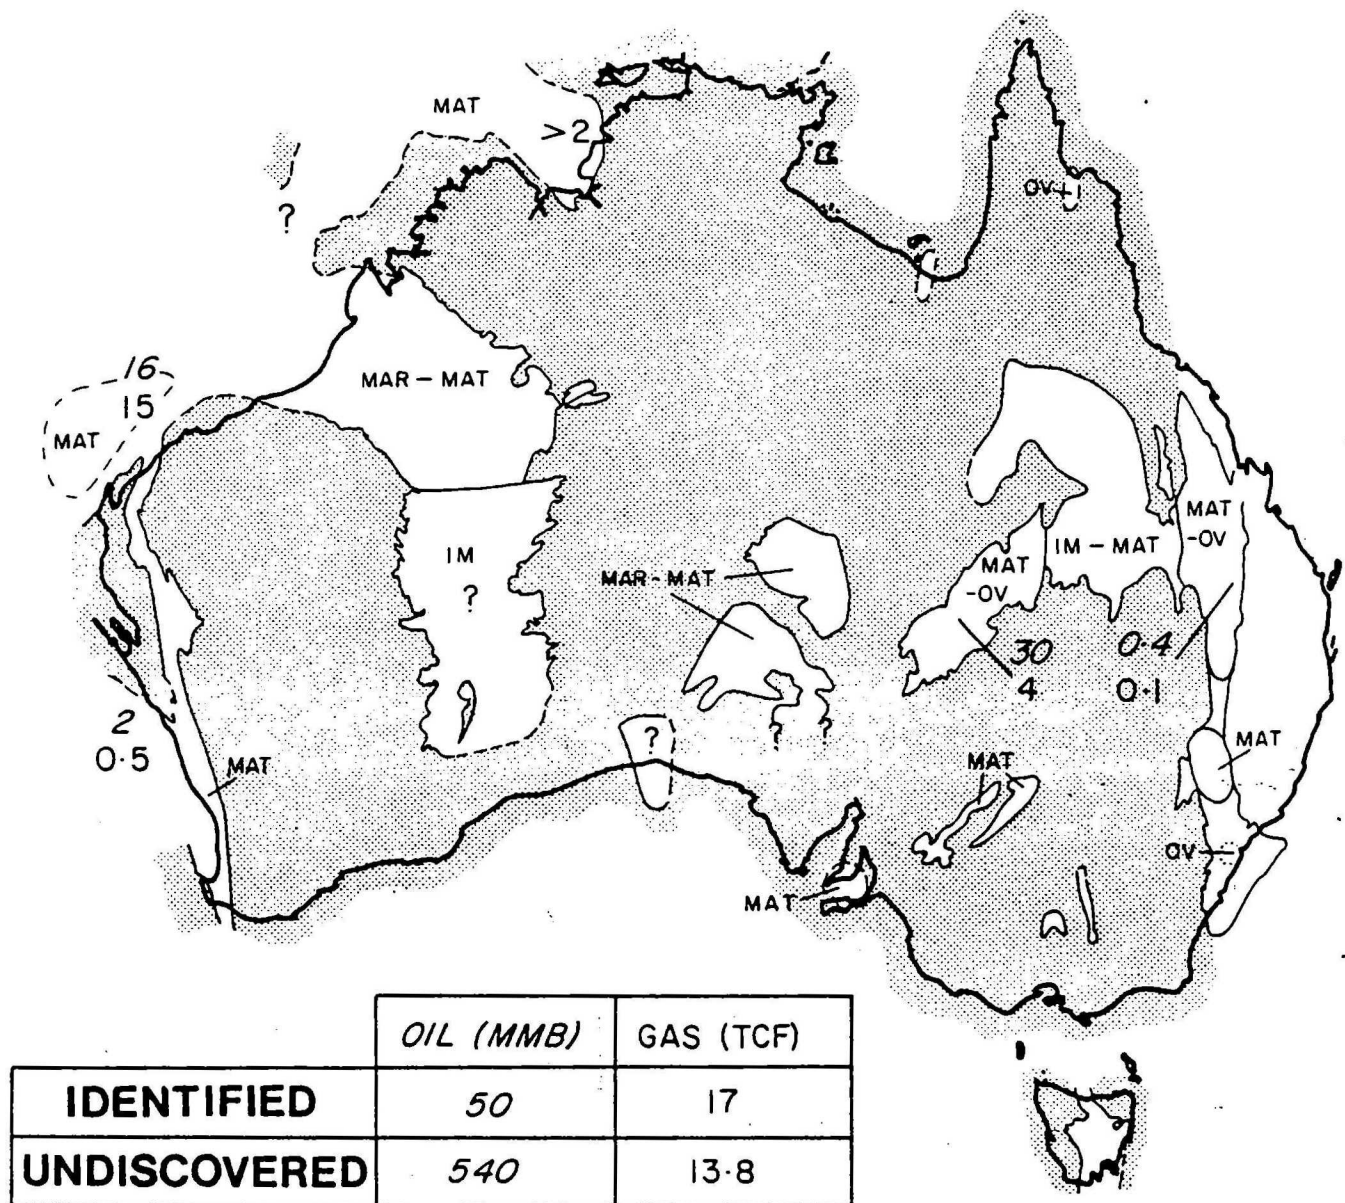 MAT
>2
?
OV+
16
15
MAT
MAR-MAT
MAT
-OV
IM-MAT
MAT
-OV
IM
?
MAR-MAT
30
4
0.4
0.1
2
0.5
MAT
?
?
?
MAT
MAT
OV
MAT
OIL (MMB) GAS (TCF)
IDENTIFIED 50 17
UNDISCOVERED 540 13.8